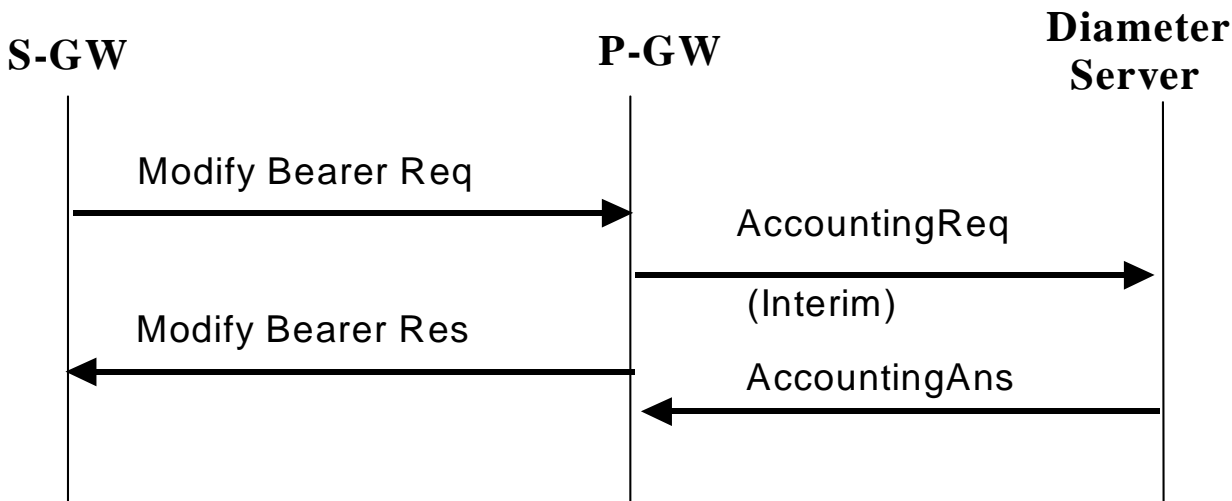 S-GW
P-GW
Diameter
Server
Modify Bearer Req
AccountingReq
(Interim)
Modify Bearer Res
AccountingAns